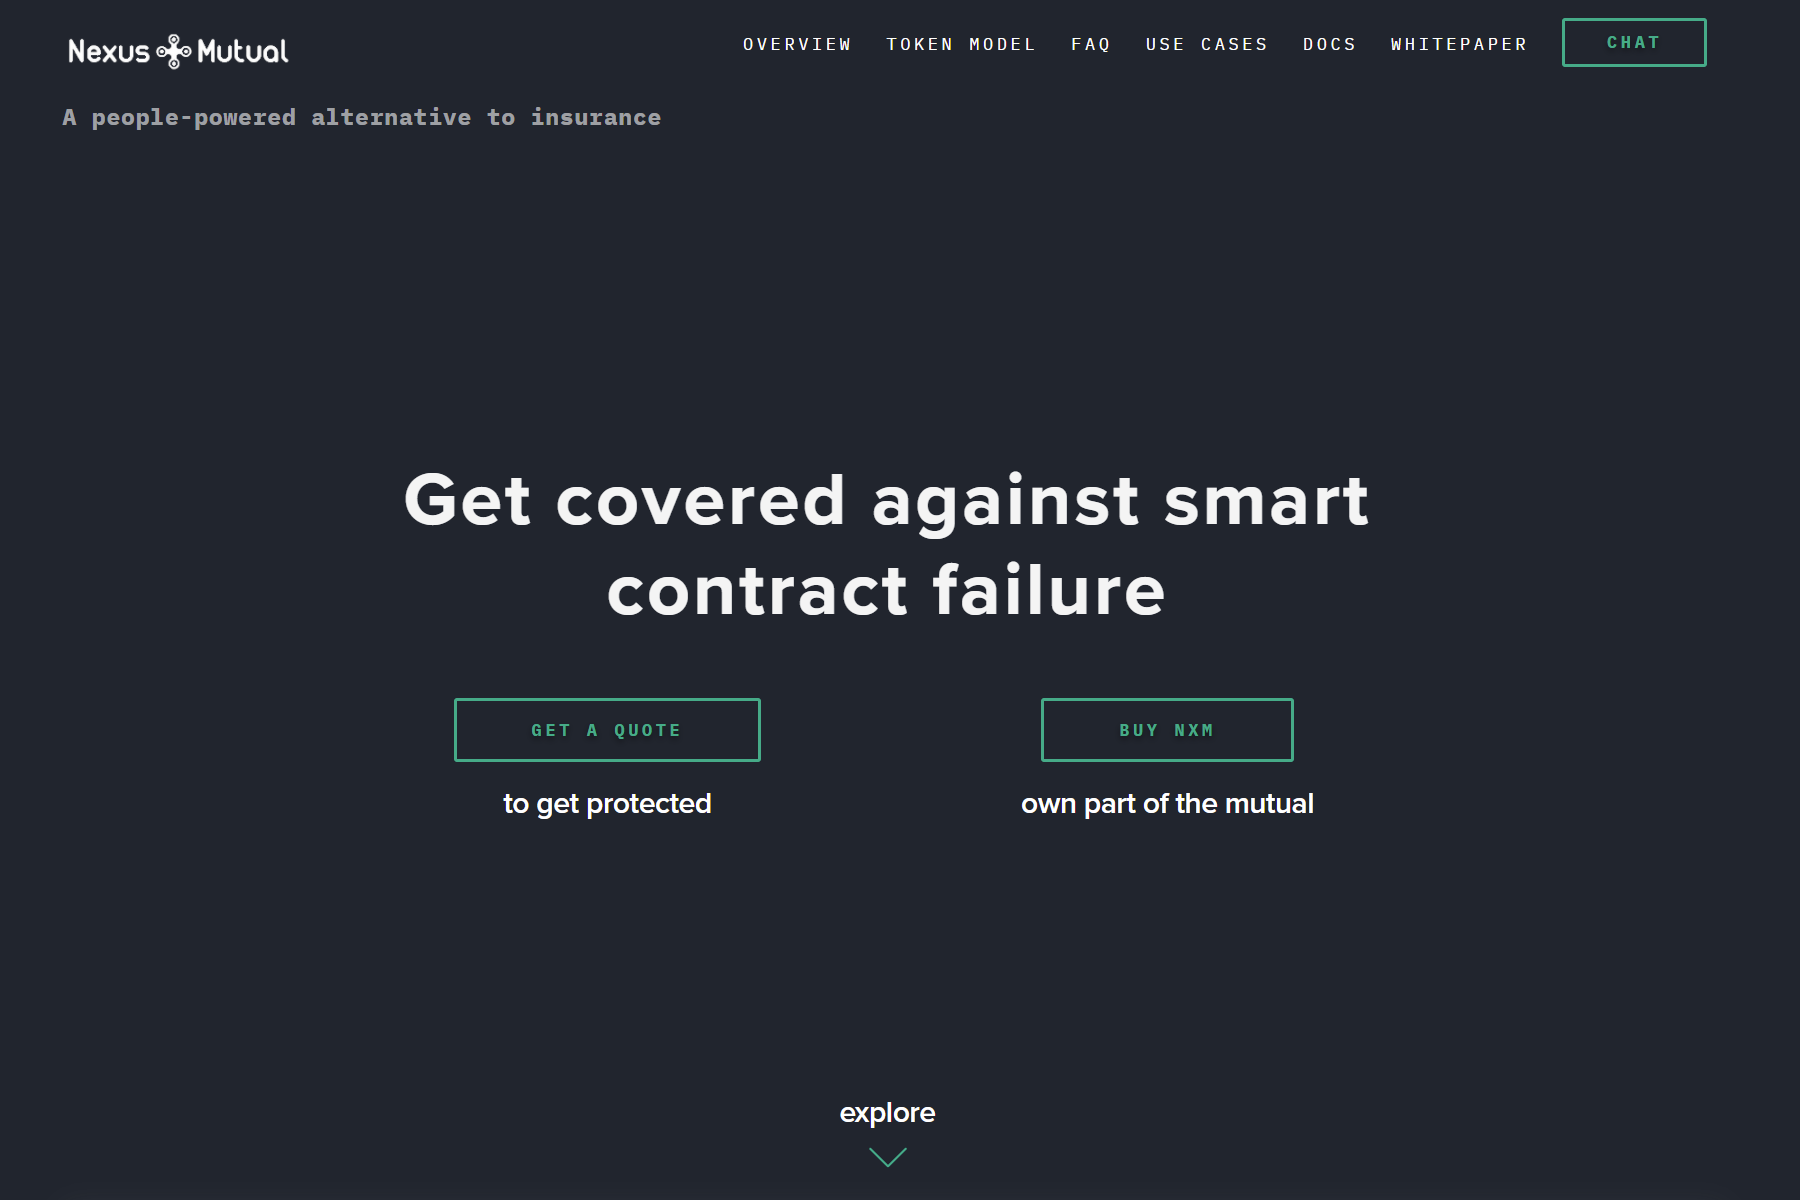 Nexus Mutual
OVERVIEW TOKEN MODEL FAQ USE CASES DOCS WHITEPAPER CHAT
A people-powered alternative to insurance
Get covered against smart
contract failure
GET A QUOTE
to get protected
BUY NXM
own part of the mutual
explore